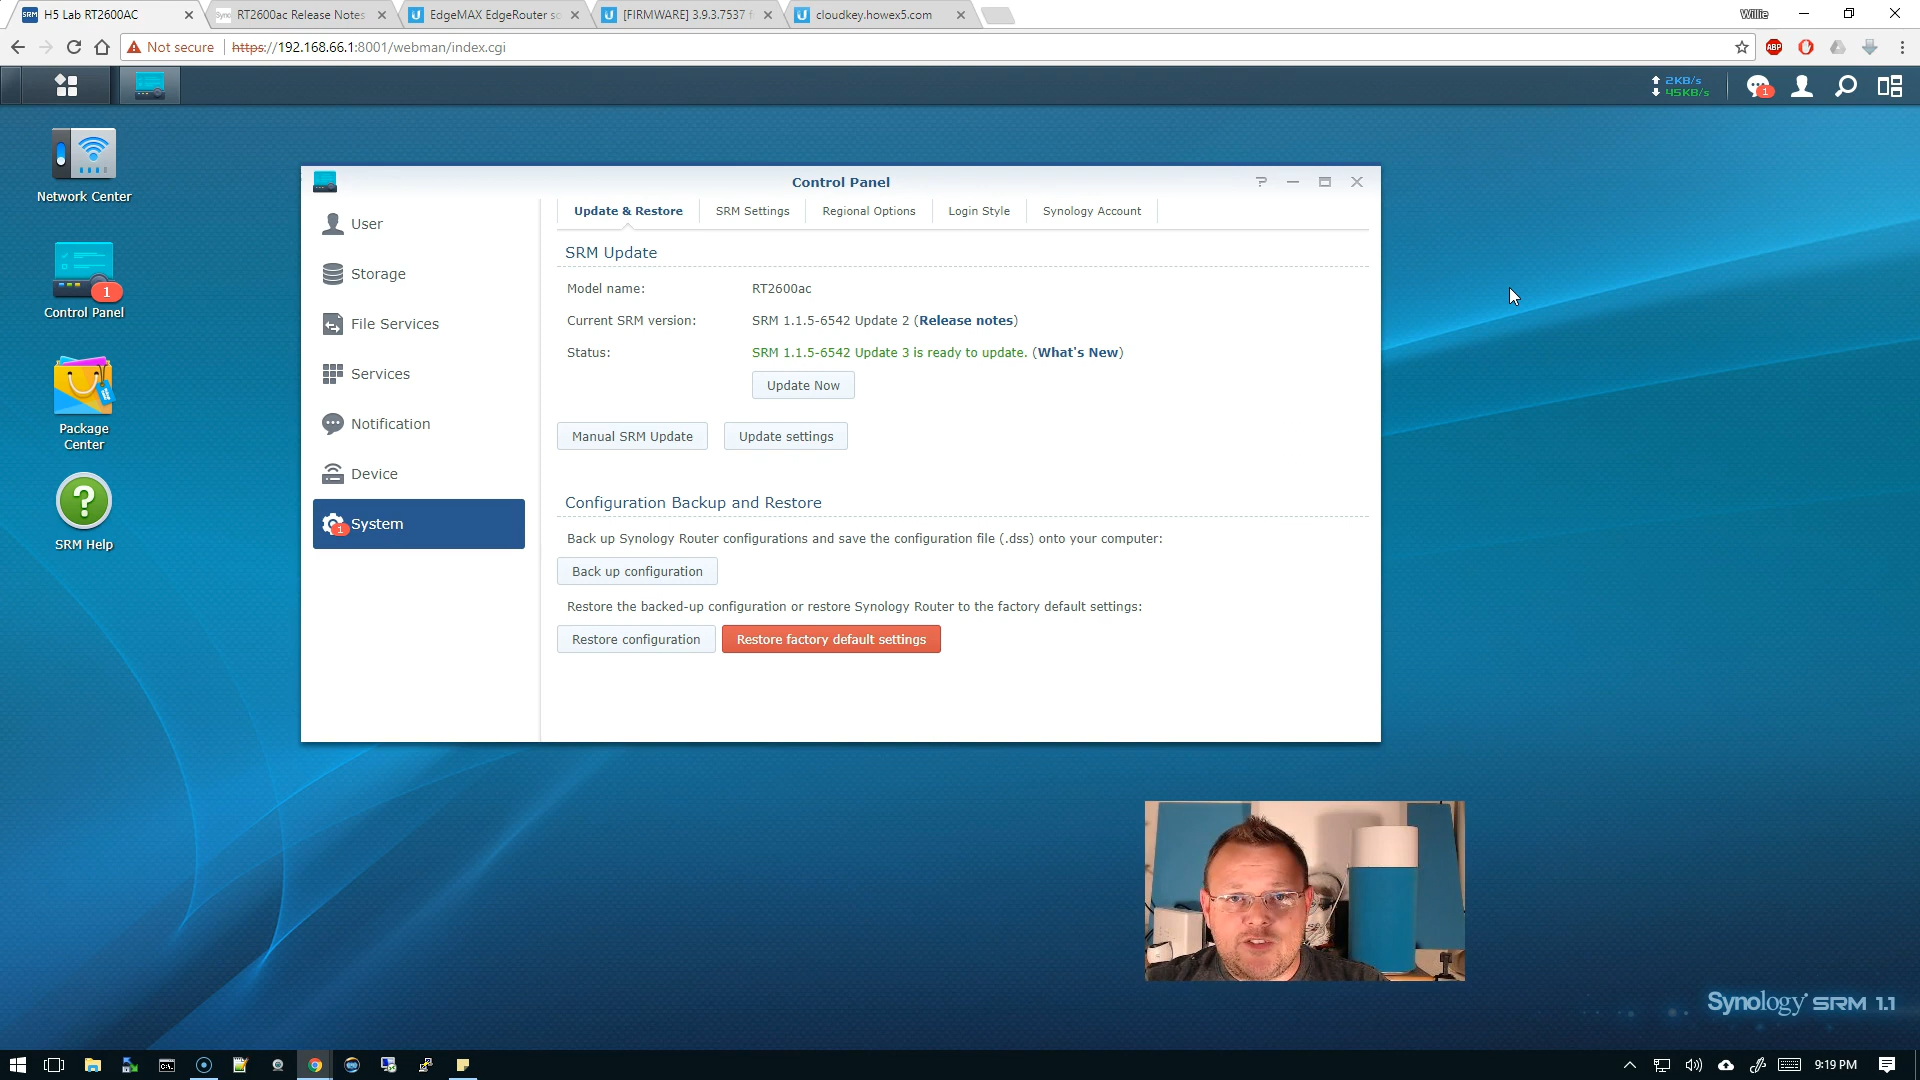 H5 Lab RT2600AC
RT2600ac Release Notes
EdgeMAX EdgeRouter so
[FIRMWARE] 3.9.3.7537 f
cloudkey.howex5.com
Willie
Not secure
https://192.168.66.1:8001/webman/index.cgi
ABP
2KB/s
45KB/s
1
Network Center
1
Control Panel
Package
Center
SRM Help
Control Panel
User
Storage
File Services
Services
Notification
Device
1
System
Update & Restore
SRM Settings
Regional Options
Login Style
Synology Account
SRM Update
Model name: RT2600ac
Current SRM version: SRM 1.1.5-6542 Update 2 (Release notes)
Status: SRM 1.1.5-6542 Update 3 is ready to update. (What's New)
Update Now
Manual SRM Update
Update settings
Configuration Backup and Restore
Back up Synology Router configurations and save the configuration file (.dss) onto your computer:
Back up configuration
Restore the backed-up configuration or restore Synology Router to the factory default settings:
Restore configuration
Restore factory default settings
Synology SRM 1.1
9:19 PM